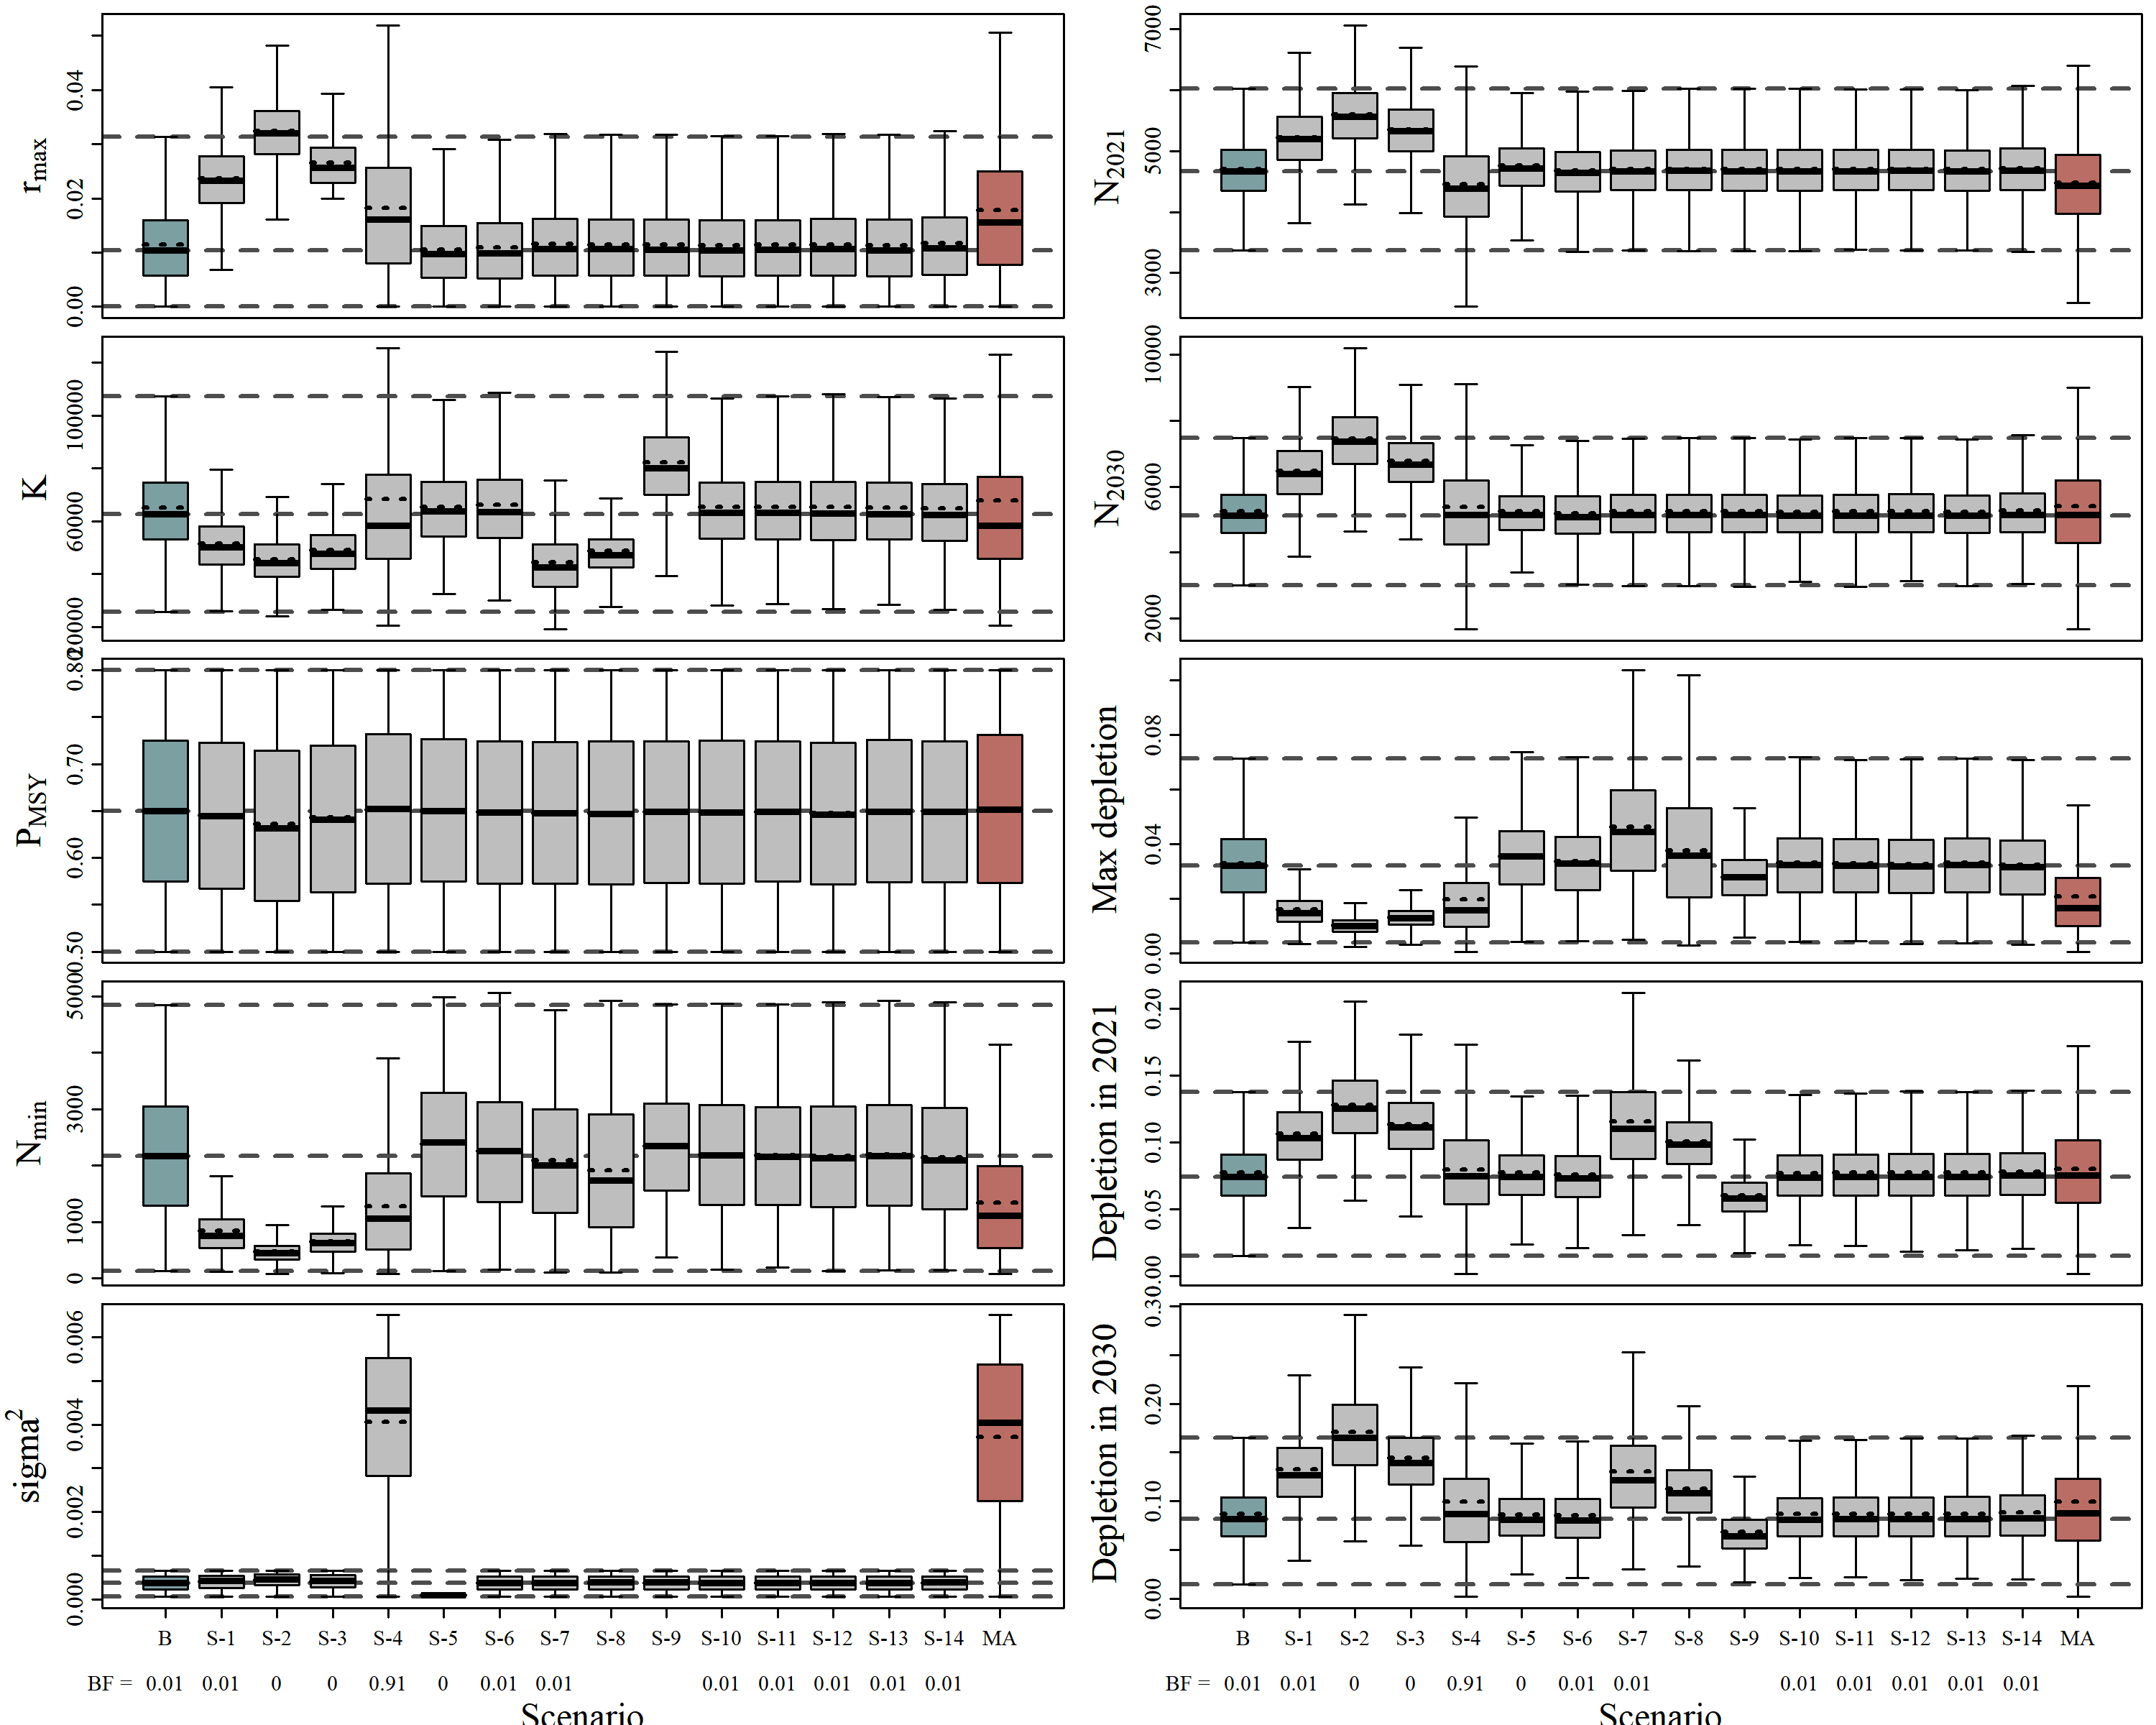 r max
0.00 0.02 0.04
K
20000 60000 100000
P MSY
0.50 0.60 0.70 0.80
N min
0 1000 3000 5000
sigma 2
0.000 0.002 0.004 0.006
B S-1 S-2 S-3 S-4 S-5 S-6 S-7 S-8 S-9 S-10 S-11 S-12 S-13 S-14 MA
BF = 0.01 0.01 0 0 0.91 0 0.01 0.01 0.01 0.01 0.01 0.01 0.01
Scenario
N 2021
3000 5000 7000
N 2030
2000 6000 10000
Max depletion
0.00 0.04 0.08
Depletion in 2021
0.00 0.05 0.10 0.15 0.20
Depletion in 2030
0.00 0.10 0.20 0.30
B S-1 S-2 S-3 S-4 S-5 S-6 S-7 S-8 S-9 S-10 S-11 S-12 S-13 S-14 MA
BF = 0.01 0.01 0 0 0.91 0 0.01 0.01 0.01 0.01 0.01 0.01 0.01
Scenario